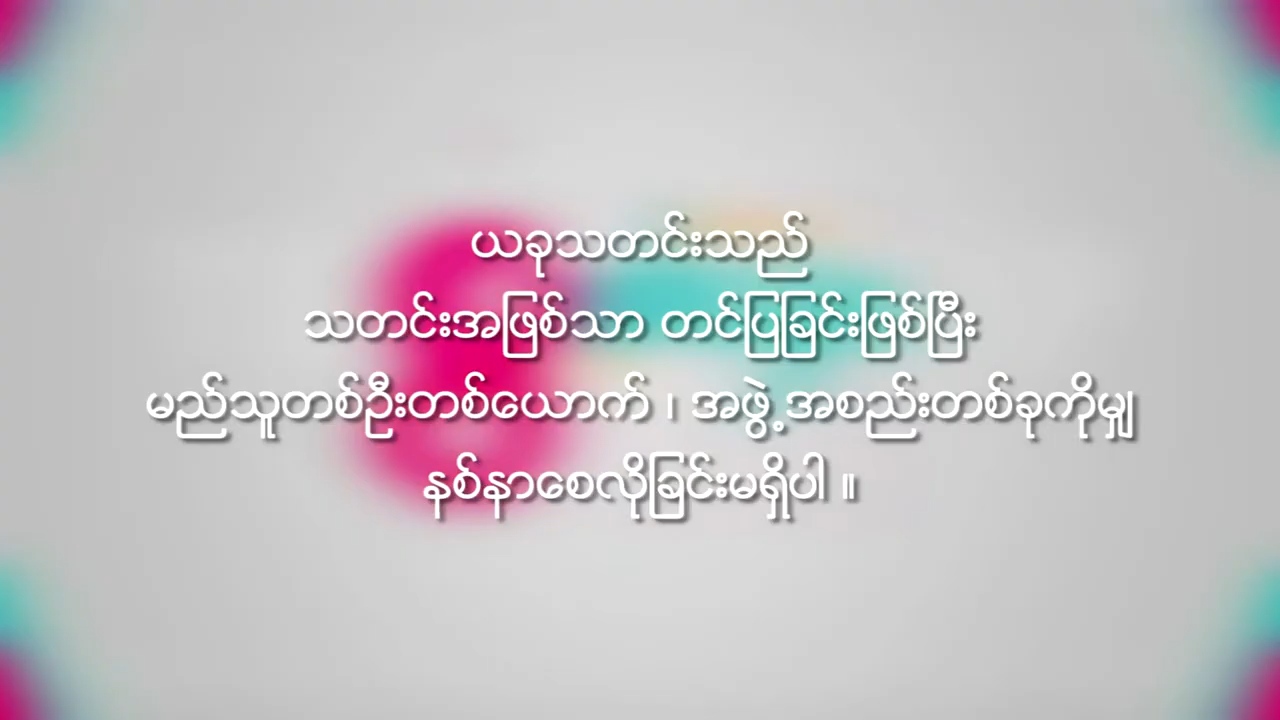 ယခုသတင်းသည်
သတင်းအဖြစ်သာ တင်ပြခြင်းဖြစ်ပြီး
မည်သူတစ်ဦးတစ်ယောက် ၊ အဖွဲ့အစည်းတစ်ခုကိုမျှ
နစ်နာစေလိုခြင်းမရှိပါ ။